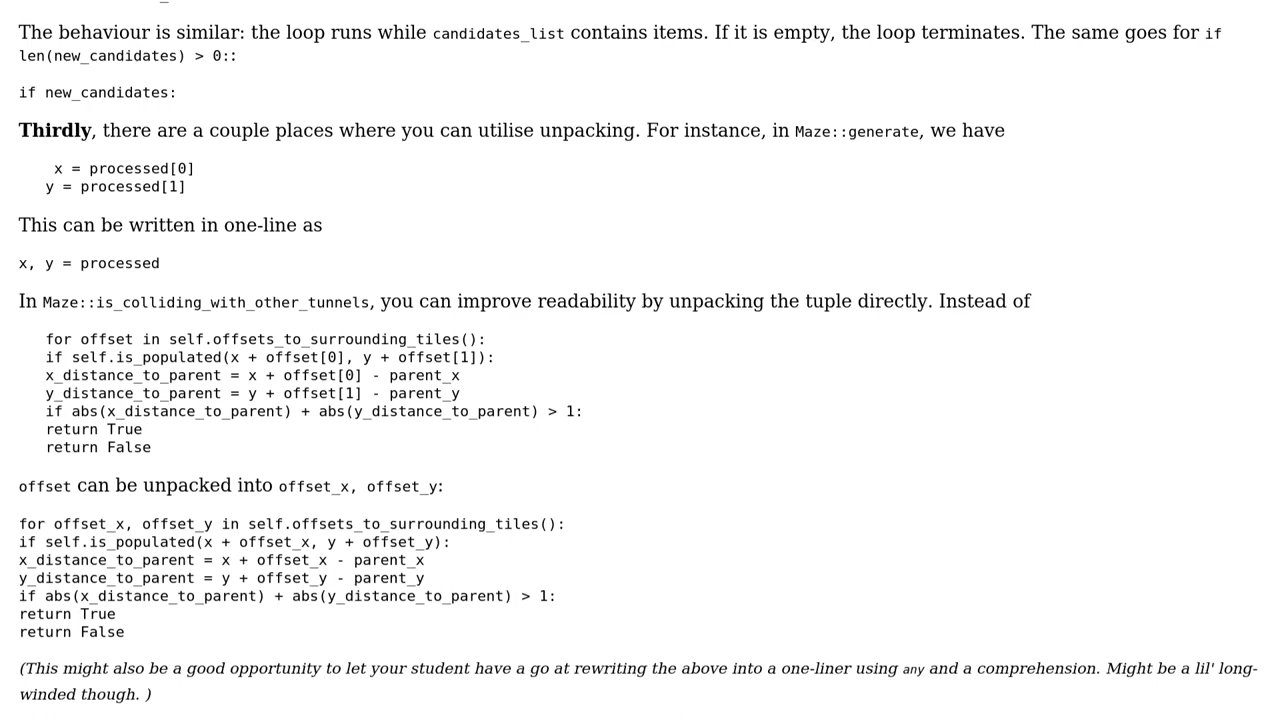 The behaviour is similar: the loop runs while candidates_list contains items. If it is empty, the loop terminates. The same goes for if
len(new_candidates) > 0::
if new_candidates:
Thirdly, there are a couple places where you can utilise unpacking. For instance, in Maze::generate, we have
x = processed[0]
y = processed[1]
This can be written in one-line as
x, y = processed
In Maze::is_colliding_with_other_tunnels, you can improve readability by unpacking the tuple directly. Instead of
for offset in self.offsets_to_surrounding_tiles():
if self.is_populated(x + offset[0], y + offset[1]):
x_distance_to_parent = x + offset[0] - parent_x
y_distance_to_parent = y + offset[1] - parent_y
if abs(x_distance_to_parent) + abs(y_distance_to_parent) > 1:
return True
return False
offset can be unpacked into offset_x, offset_y:
for offset_x, offset_y in self.offsets_to_surrounding_tiles():
if self.is_populated(x + offset_x, y + offset_y):
x_distance_to_parent = x + offset_x - parent_x
y_distance_to_parent = y + offset_y - parent_y
if abs(x_distance_to_parent) + abs(y_distance_to_parent) > 1:
return True
return False
(This might also be a good opportunity to let your student have a go at rewriting the above into a one-liner using any and a comprehension. Might be a lil' long-
winded though. )